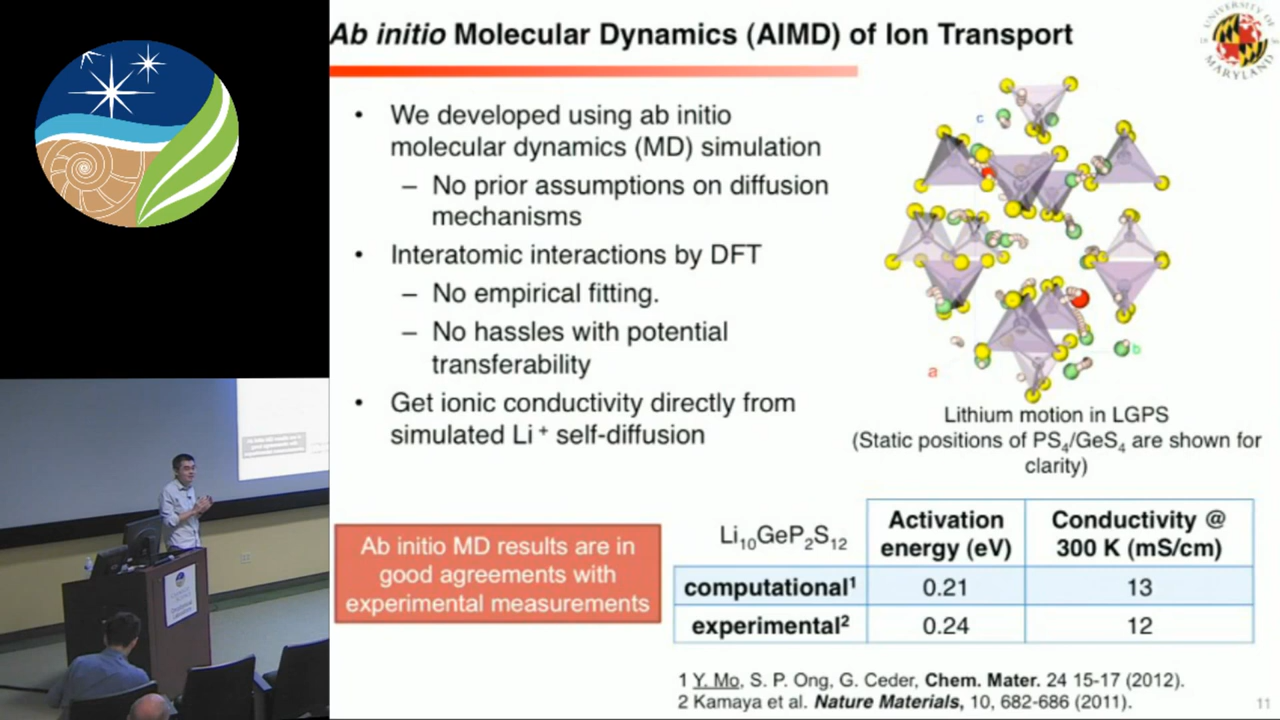 Ab initio Molecular Dynamics (AIMD) of Ion Transport
UNIVERSITY OF
18 56
MARYLAND
• We developed using ab initio
molecular dynamics (MD) simulation
– No prior assumptions on diffusion
mechanisms
• Interatomic interactions by DFT
– No empirical fitting.
– No hassles with potential
transferability
• Get ionic conductivity directly from
simulated Li⁺ self-diffusion
c
b
a
Lithium motion in LGPS
(Static positions of PS₄/GeS₄ are shown for
clarity)
Ab initio MD results are in
good agreements with
experimental measurements
Li₁₀GeP₂S₁₂ Activation energy (eV) Conductivity @ 300 K (mS/cm)
computational¹ 0.21 13
experimental² 0.24 12
1 Y. Mo, S. P. Ong, G. Ceder, Chem. Mater. 24 15-17 (2012).
2 Kamaya et al. Nature Materials, 10, 682-686 (2011).
11